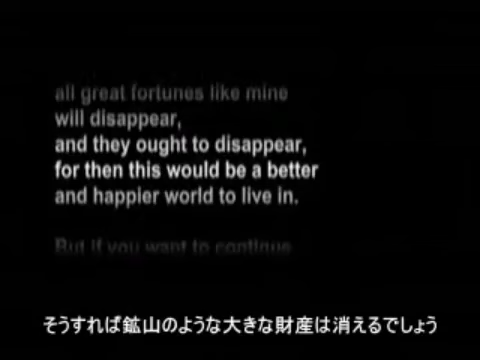 all great fortunes like mine
will disappear,
and they ought to disappear,
for then this would be a better
and happier world to live in.
But if you want to continue
そうすれば鉱山のような大きな財産は消えるでしょう